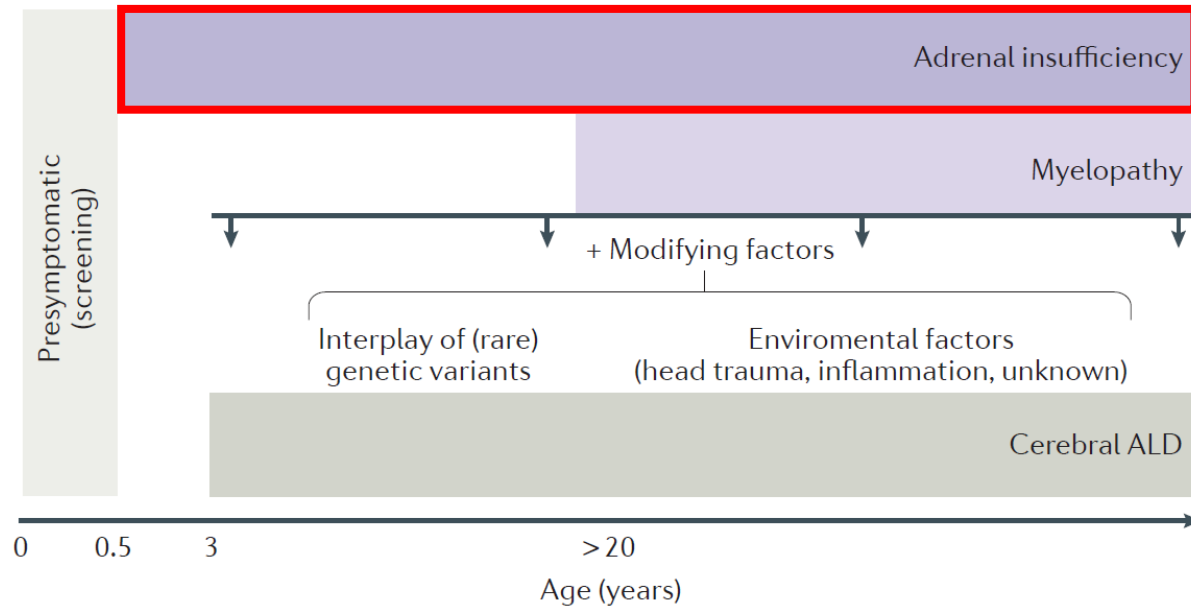 Presymptomatic
(screening)
Adrenal insufficiency
Myelopathy
+ Modifying factors
Interplay of (rare)
genetic variants
Enviromental factors
(head trauma, inflammation, unknown)
Cerebral ALD
0 0.5 3 >20
Age (years)